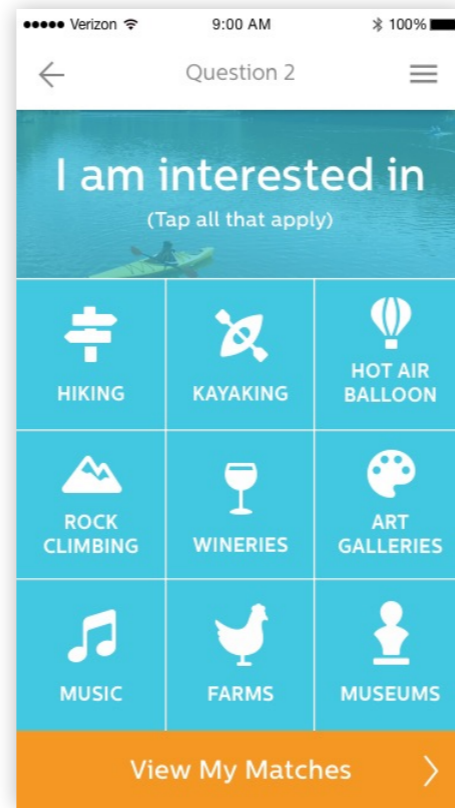 Verizon 9:00 AM 100%
Question 2
I am interested in
(Tap all that apply)
HIKING
KAYAKING
HOT AIR
BALLOON
ROCK
CLIMBING
WINERIES
ART
GALLERIES
MUSIC
FARMS
MUSEUMS
View My Matches